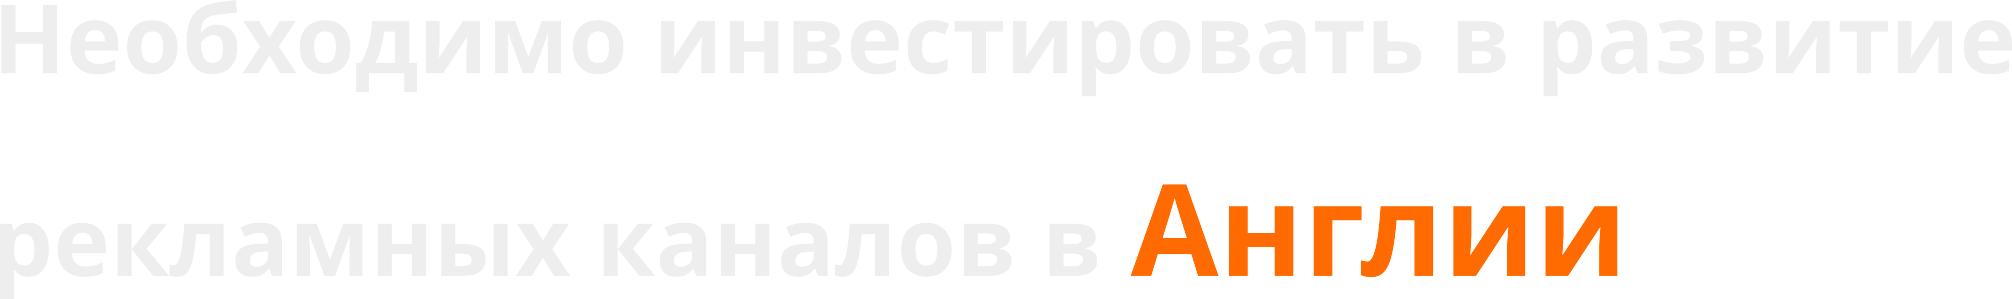 Необходимо инвестировать в развитие
рекламных каналов в Англии